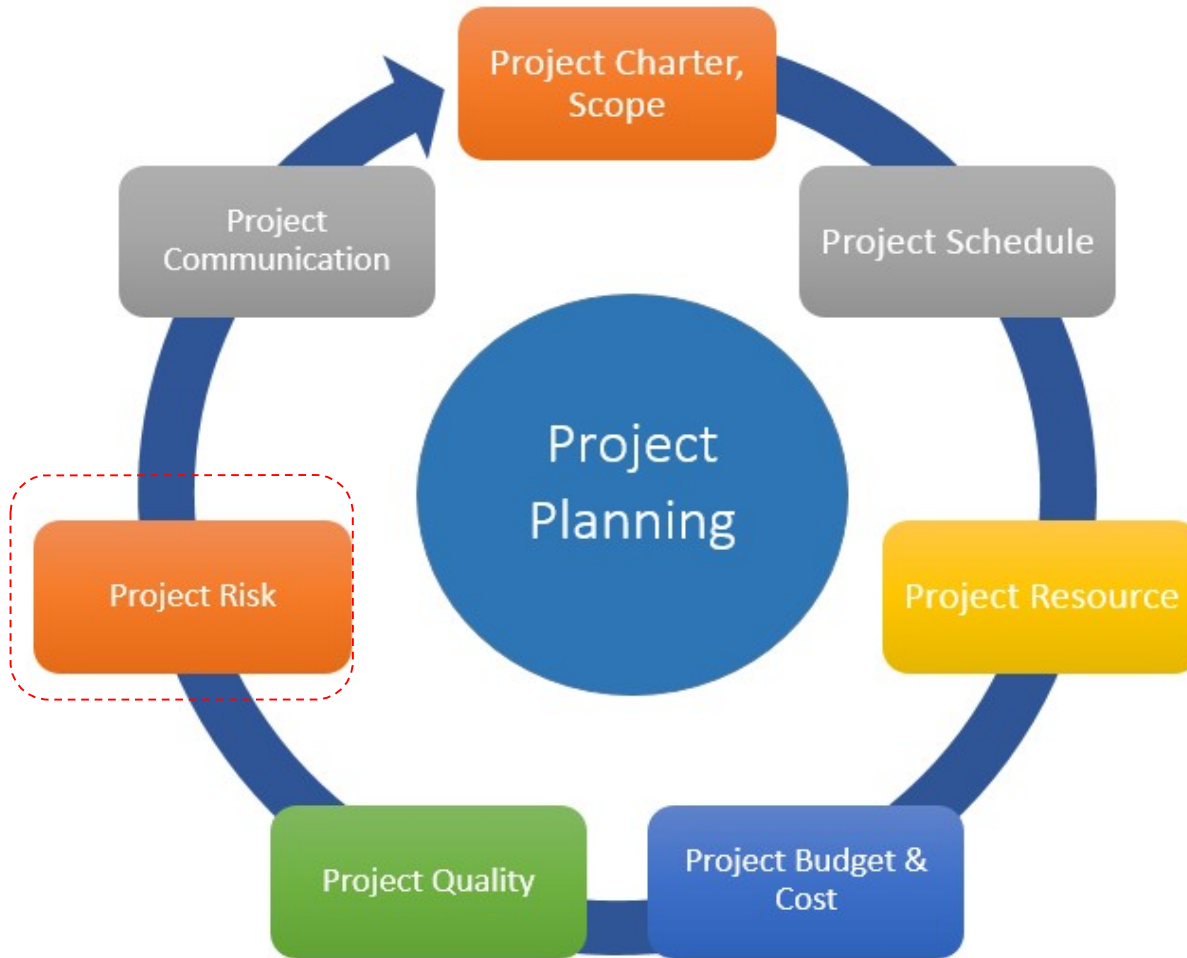 Project Charter,
Scope
Project Schedule
Project Resource
Project Budget &
Cost
Project Quality
Project Risk
Project
Communication
Project
Planning